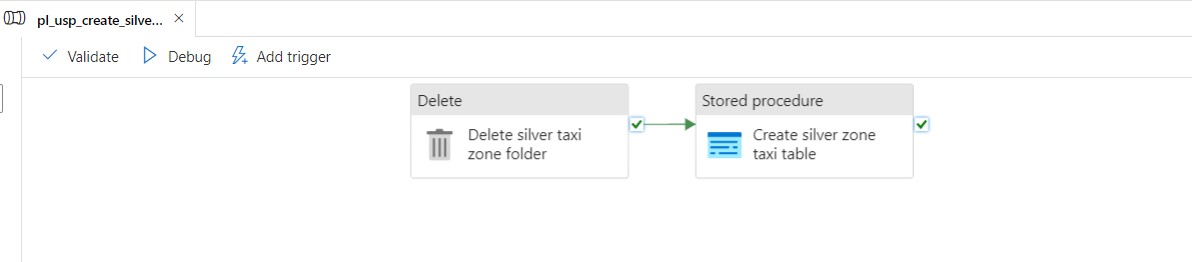 pl_usp_create_silve...
Validate
Debug
Add trigger
Delete
Delete silver taxi
zone folder
Stored procedure
Create silver zone
taxi table